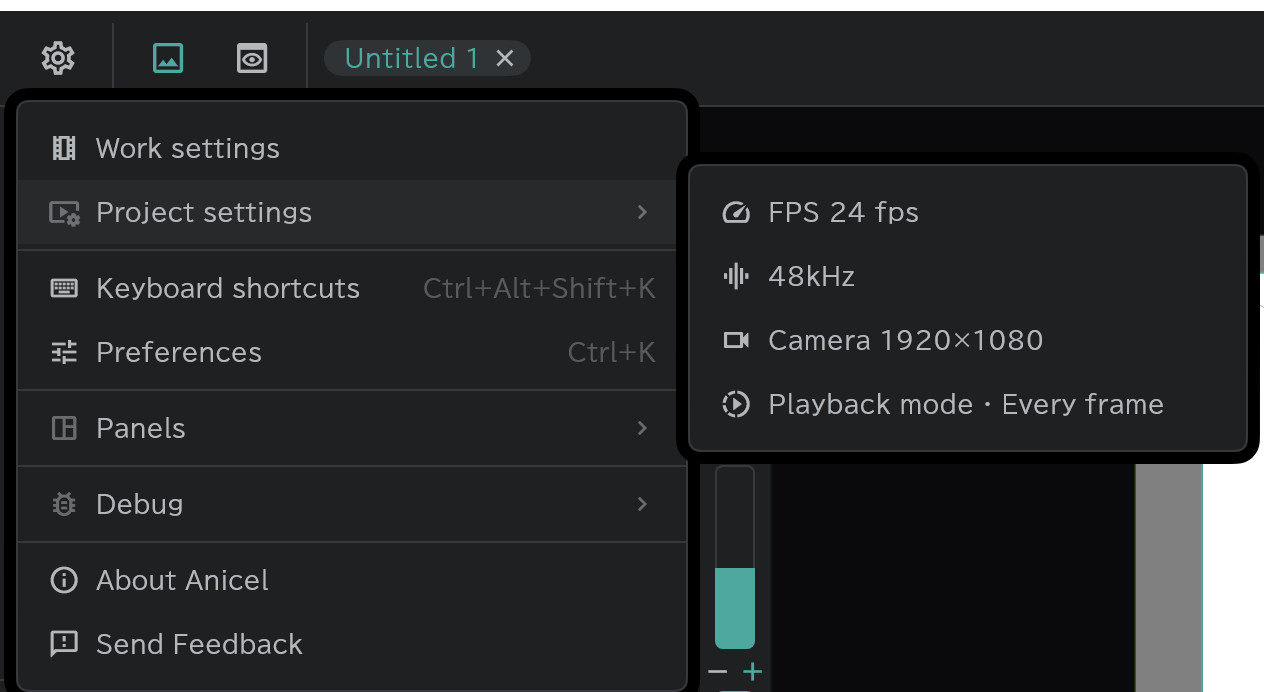 Untitled 1
Work settings
Project settings
Keyboard shortcuts Ctrl+Alt+Shift+K
Preferences Ctrl+K
Panels
Debug
About Anicel
Send Feedback
FPS 24 fps
48kHz
Camera 1920×1080
Playback mode · Every frame